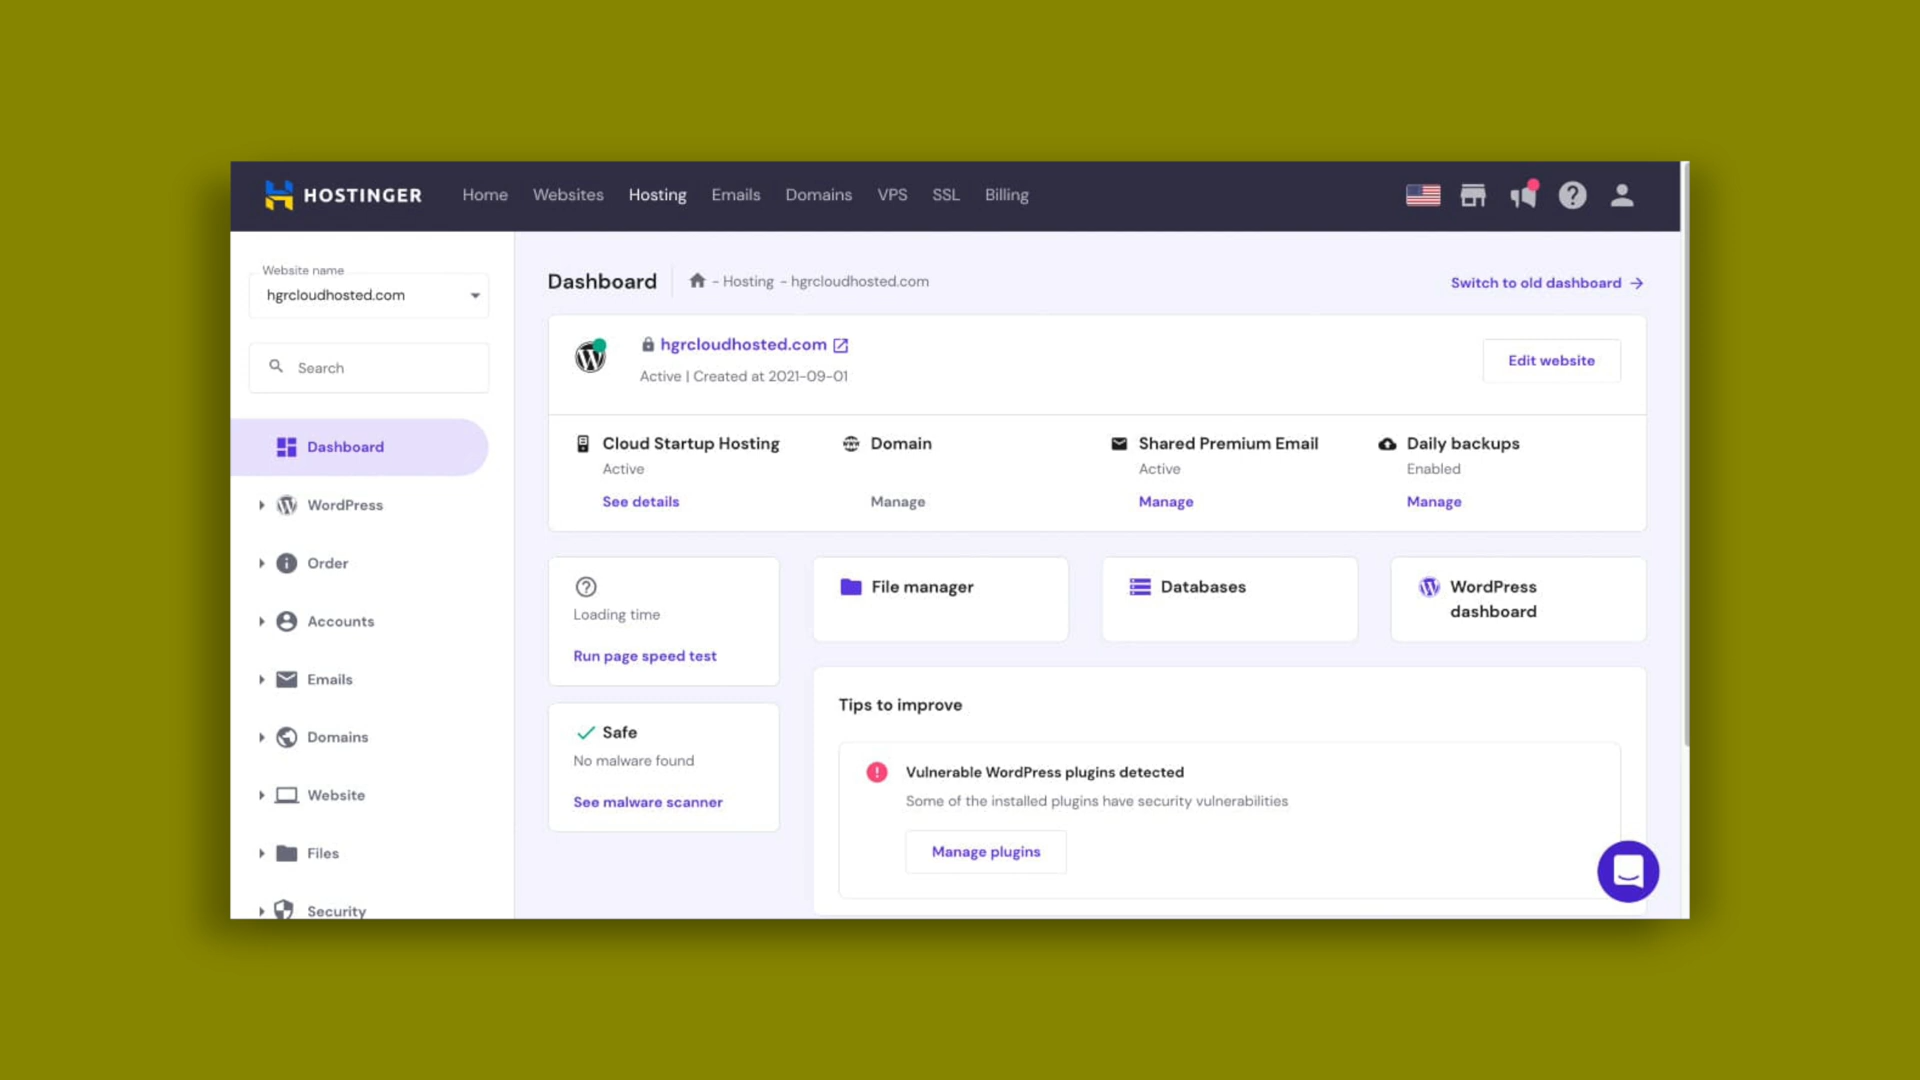 HOSTINGER Home Websites Hosting Emails Domains VPS SSL Billing
Website name
hgrcloudhosted.com
Search
Dashboard
WordPress
Order
Accounts
Emails
Domains
Website
Files
Security
Dashboard - Hosting - hgrcloudhosted.com
Switch to old dashboard →
hgrcloudhosted.com
Active | Created at 2021-09-01
Edit website
Cloud Startup Hosting
Active
See details
Domain
Manage
Shared Premium Email
Active
Manage
Daily backups
Enabled
Manage
Loading time
Run page speed test
Safe
No malware found
See malware scanner
File manager
Databases
WordPress
dashboard
Tips to improve
Vulnerable WordPress plugins detected
Some of the installed plugins have security vulnerabilities
Manage plugins